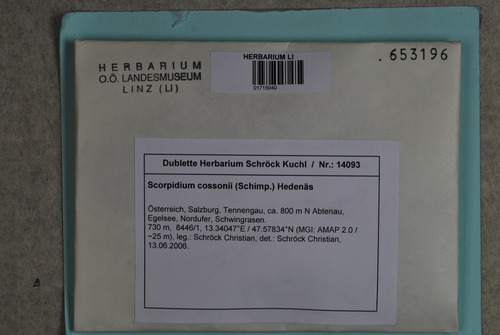 HERBARIUM
O.Ö. LANDESMUSEUM
LINZ (LI)
HERBARIUM LI
01715040
. 653196
Dublette Herbarium Schröck Kuchl / Nr.: 14093
Scorpidium cossonii (Schimp.) Hedenäs
Österreich, Salzburg, Tennengau, ca. 800 m N Abtenau,
Egelsee, Nordufer, Schwingrasen.
730 m, 8446/1, 13.34047°E / 47.57834°N (MGI: AMAP 2.0 /
~25 m), leg.: Schröck Christian, det.: Schröck Christian,
13.06.2006.